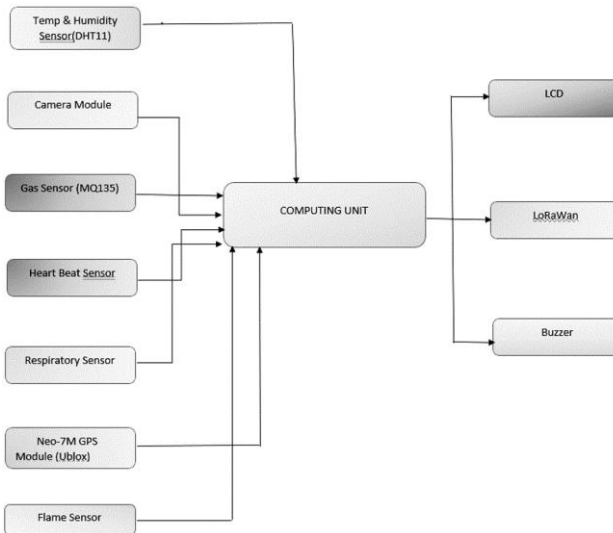 Temp & Humidity
Sensor(DHT11)
Camera Module
Gas Sensor (MQ135)
Heart Beat Sensor
Respiratory Sensor
Neo-7M GPS
Module (Ublox)
Flame Sensor
COMPUTING UNIT
LCD
LoRaWan
Buzzer